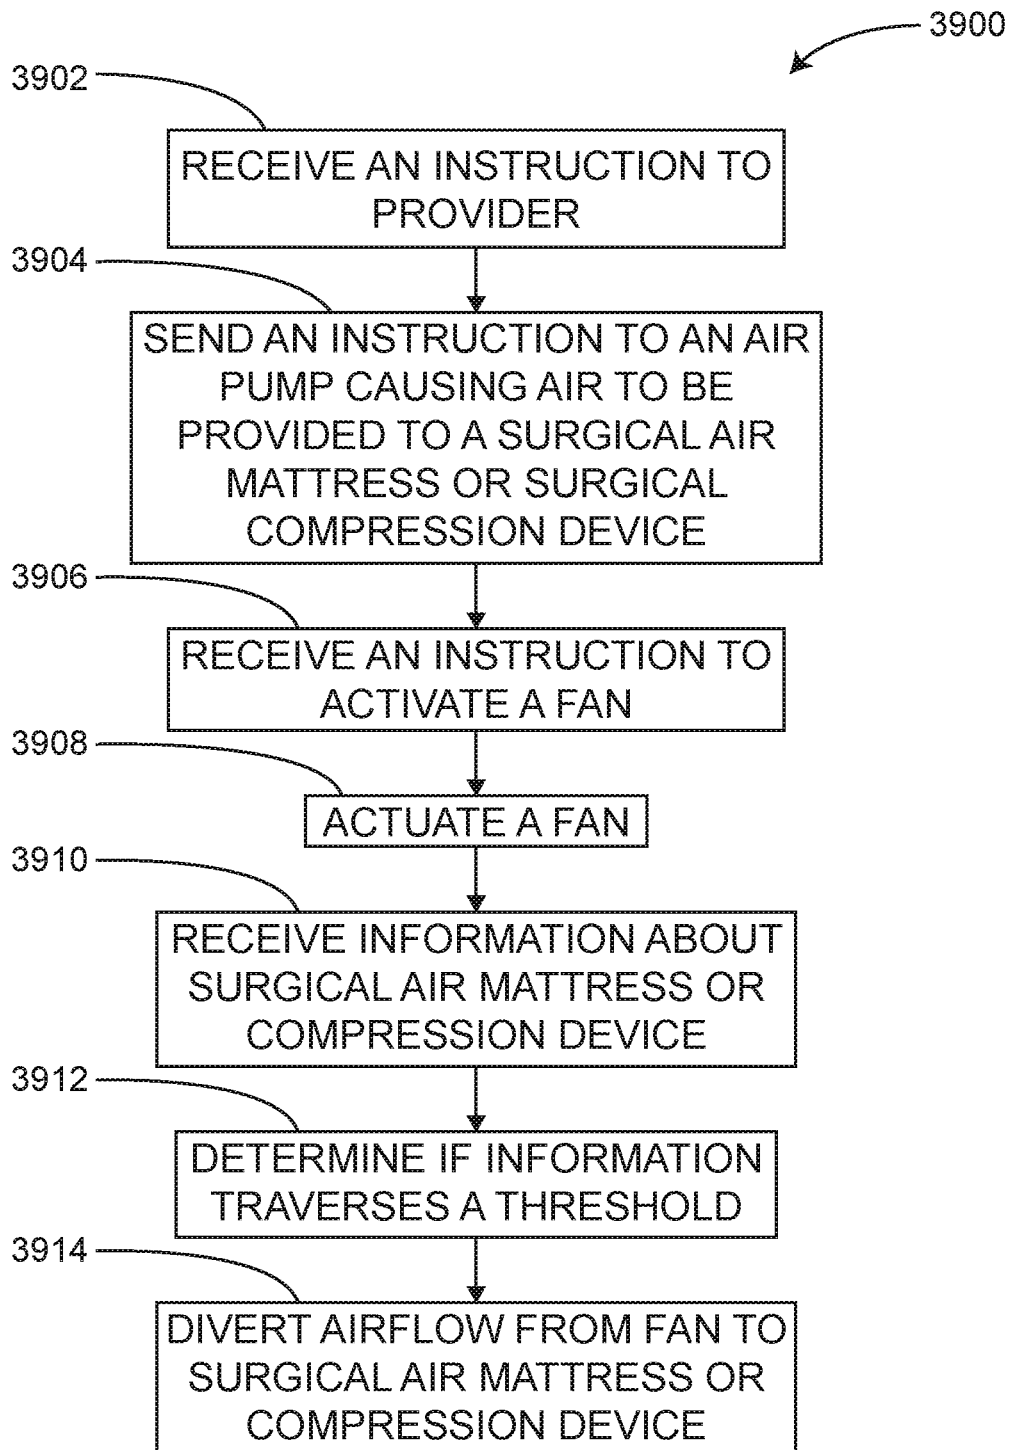 3900
3902
RECEIVE AN INSTRUCTION TO
PROVIDER
3904
SEND AN INSTRUCTION TO AN AIR
PUMP CAUSING AIR TO BE
PROVIDED TO A SURGICAL AIR
MATTRESS OR SURGICAL
COMPRESSION DEVICE
3906
RECEIVE AN INSTRUCTION TO
ACTIVATE A FAN
3908
ACTUATE A FAN
3910
RECEIVE INFORMATION ABOUT
SURGICAL AIR MATTRESS OR
COMPRESSION DEVICE
3912
DETERMINE IF INFORMATION
TRAVERSES A THRESHOLD
3914
DIVERT AIRFLOW FROM FAN TO
SURGICAL AIR MATTRESS OR
COMPRESSION DEVICE